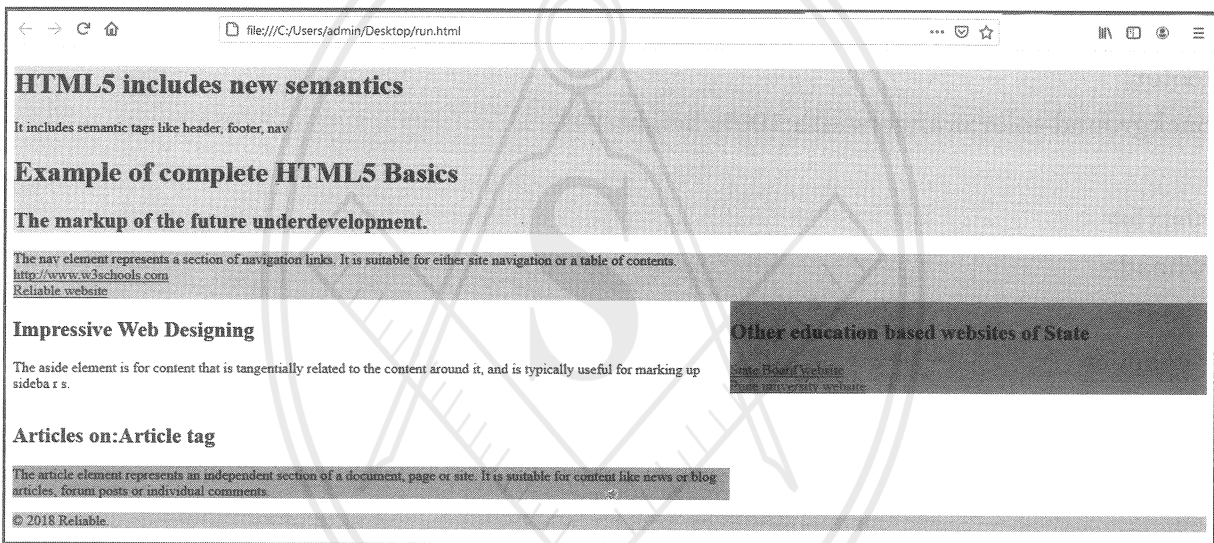 file:///C:/Users/admin/Desktop/run.html
HTML5 includes new semantics
It includes semantic tags like header, footer, nav
Example of complete HTML5 Basics
The markup of the future underdevelopment.
The nav element represents a section of navigation links. It is suitable for either site navigation or a table of contents.
http://www.w3schools.com
Reliable website
Impressive Web Designing
The aside element is for content that is tangentially related to the content around it, and is typically useful for marking up
sideba r s.
Other education based websites of State
State Board Website
Pune university website
Articles on:Article tag
The article element represents an independent section of a document, page or site. It is suitable for content like news or blog
articles, forum posts or individual comments.
© 2018 Reliable.